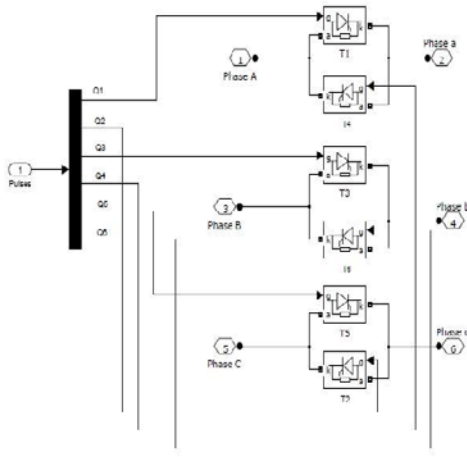 g
k
a
T1
1
Phase A
Phase a
2
k
g
a
T4
Q1
Q2
Q3
Q4
Q5
Q6
1
Pulses
g
k
a
T3
3
Phase B
Phase b
4
k
a
T6
g
k
a
T5
5
Phase C
Phase c
6
k
g
a
T2